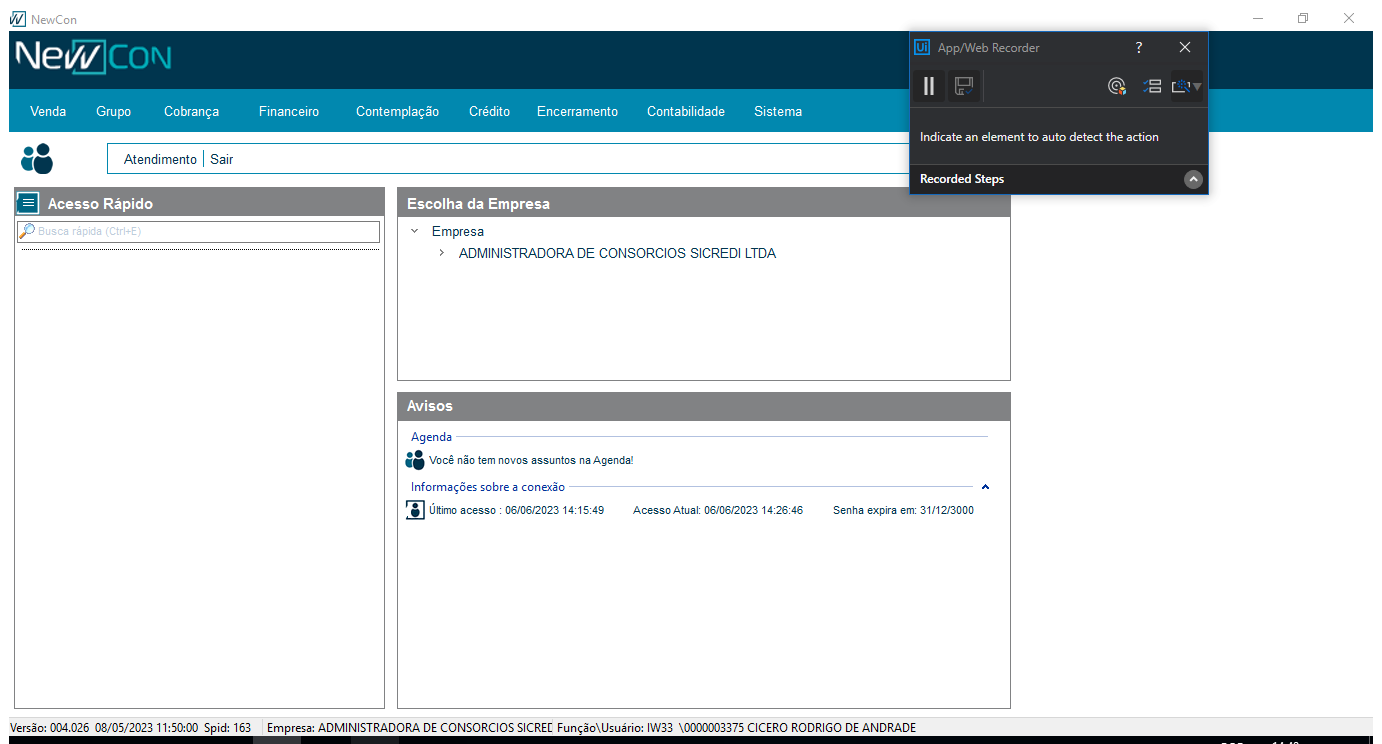 NewCon
NewCon
Venda Grupo Cobrança Financeiro Contemplação Crédito Encerramento Contabilidade Sistema
Atendimento Sair
Ui App/Web Recorder ?
Indicate an element to auto detect the action
Recorded Steps
Acesso Rápido
Busca rápida (Ctrl+E)
Escolha da Empresa
Empresa
ADMINISTRADORA DE CONSORCIOS SICREDI LTDA
Avisos
Agenda
Você não tem novos assuntos na Agenda!
Informações sobre a conexão
Último acesso : 06/06/2023 14:15:49 Acesso Atual: 06/06/2023 14:26:46 Senha expira em: 31/12/3000
Versão: 004.026 08/05/2023 11:50:00 Spid: 163 Empresa: ADMINISTRADORA DE CONSORCIOS SICRED Função\Usuário: IW33 \0000003375 CICERO RODRIGO DE ANDRADE